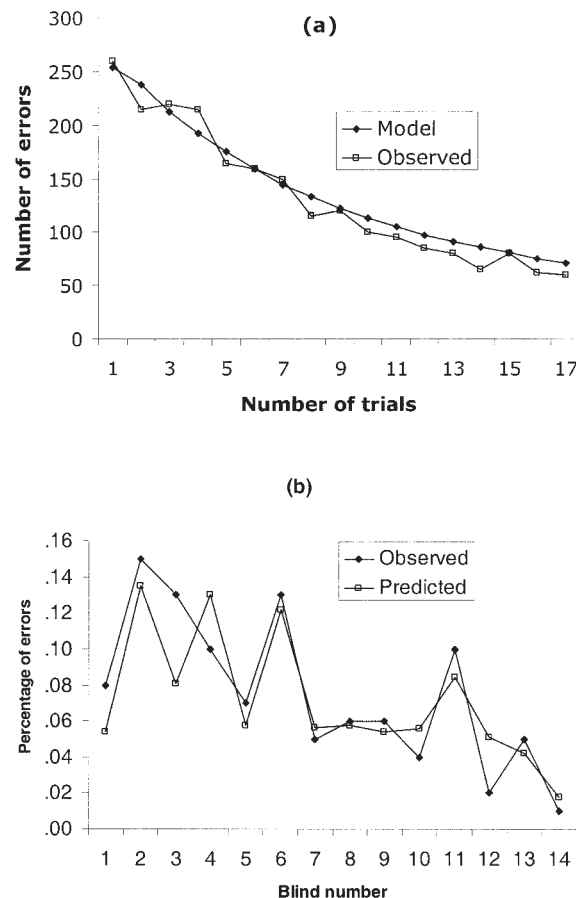 (a)
300
250
200
150
100
50
0
Number of errors
Model
Observed
1 3 5 7 9 11 13 15 17
Number of trials
(b)
.16
.14
.12
.10
.08
.06
.04
.02
.00
Percentage of errors
Observed
Predicted
1 2 3 4 5 6 7 8 9 10 11 12 13 14
Blind number